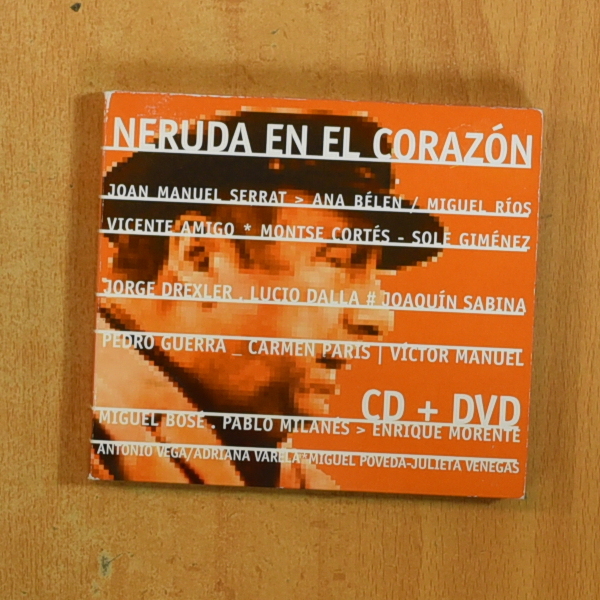 NERUDA EN EL CORAZÓN
JOAN MANUEL SERRAT > ANA BÉLEN / MIGUEL RÍOS
VICENTE AMIGO * MONTSE CORTÉS - SOLE GIMÉNEZ
JORGE DREXLER . LUCIO DALLA # JOAQUÍN SABINA
PEDRO GUERRA _ CARMEN PARIS | VÍCTOR MANUEL
CD + DVD
MIGUEL BOSÉ . PABLO MILANÉS > ENRIQUE MORENTE
ANTONIO VEGA/ADRIANA VARELA*MIGUEL POVEDA-JULIETA VENEGAS